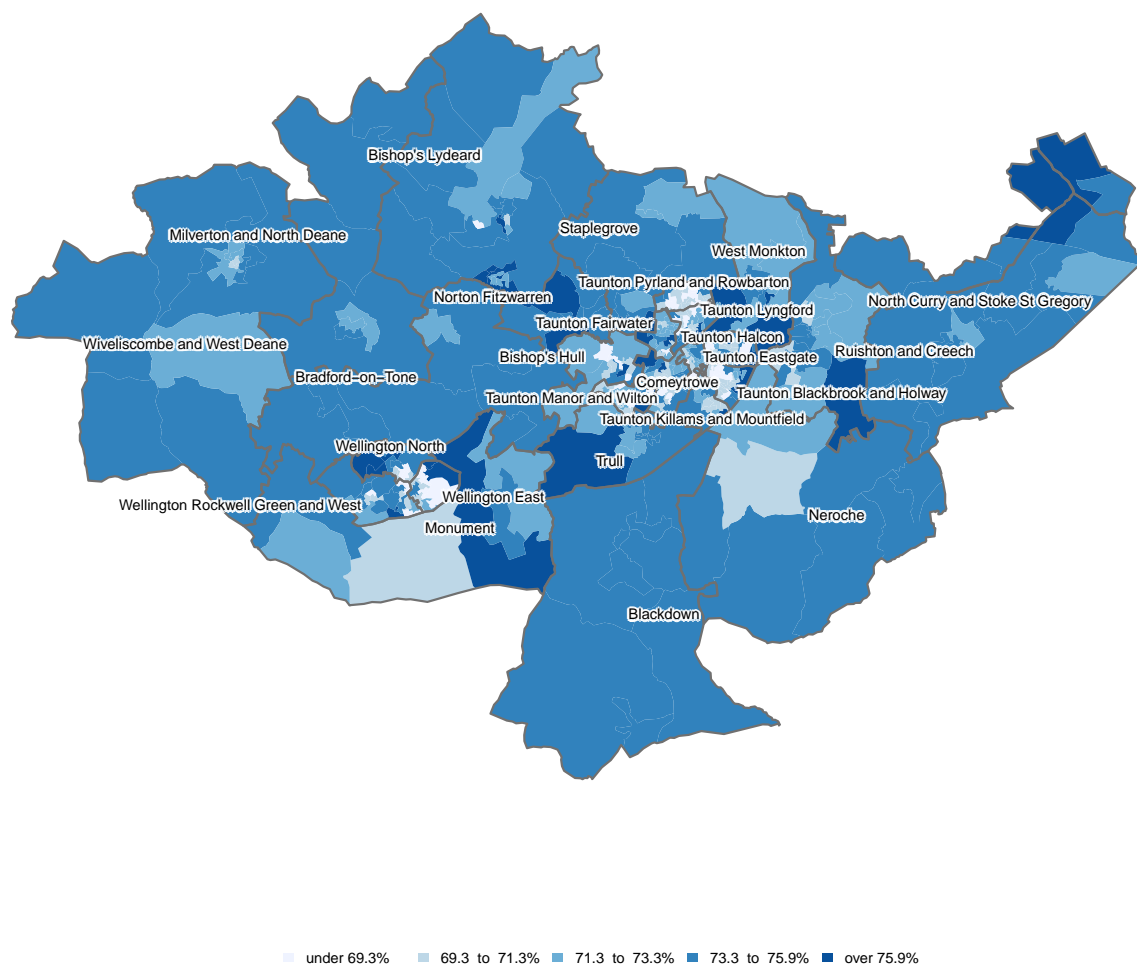 Bishop's Lydeard
Staplegrove
Milverton and North Deane
West Monkton
Taunton Pyrland and Rowbarton
Norton Fitzwarren
North Curry and Stoke St Gregory
Taunton Lyngford
Taunton Fairwater
Taunton Halcon
Wiveliscombe and West Deane
Bishop's Hull
Taunton Eastgate
Ruishton and Creech
Bradford−on−Tone
Comeytrowe
Taunton Manor and Wilton
Taunton Blackbrook and Holway
Taunton Killams and Mountfield
Wellington North
Trull
Wellington East
Wellington Rockwell Green and West
Neroche
Monument
Blackdown
under 69.3% 69.3 to 71.3% 71.3 to 73.3% 73.3 to 75.9% over 75.9%